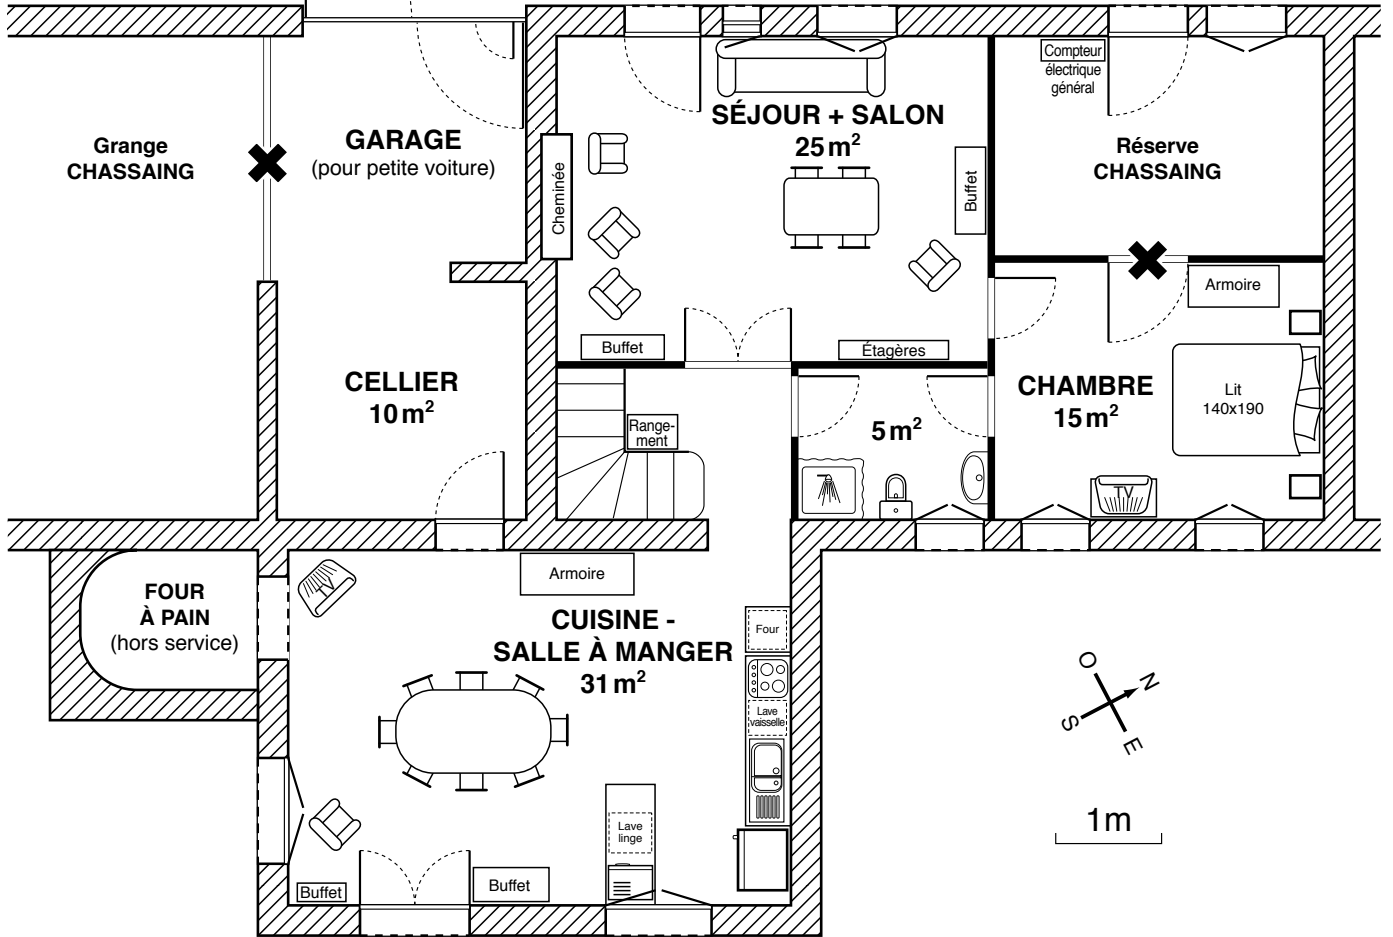 Grange
CHASSAING
GARAGE
(pour petite voiture)
Cheminée
SÉJOUR + SALON
25 m²
Buffet
Compteur
électrique
général
Réserve
CHASSAING
Armoire
Buffet
Étagères
CELLIER
10 m²
Range-
ment
5 m²
CHAMBRE
15 m²
Lit
140x190
TV
FOUR
À PAIN
(hors service)
TV
Armoire
CUISINE -
SALLE À MANGER
31 m²
Four
Lave
vaisselle
Lave
linge
Buffet
Buffet
O
N
S
E
1m